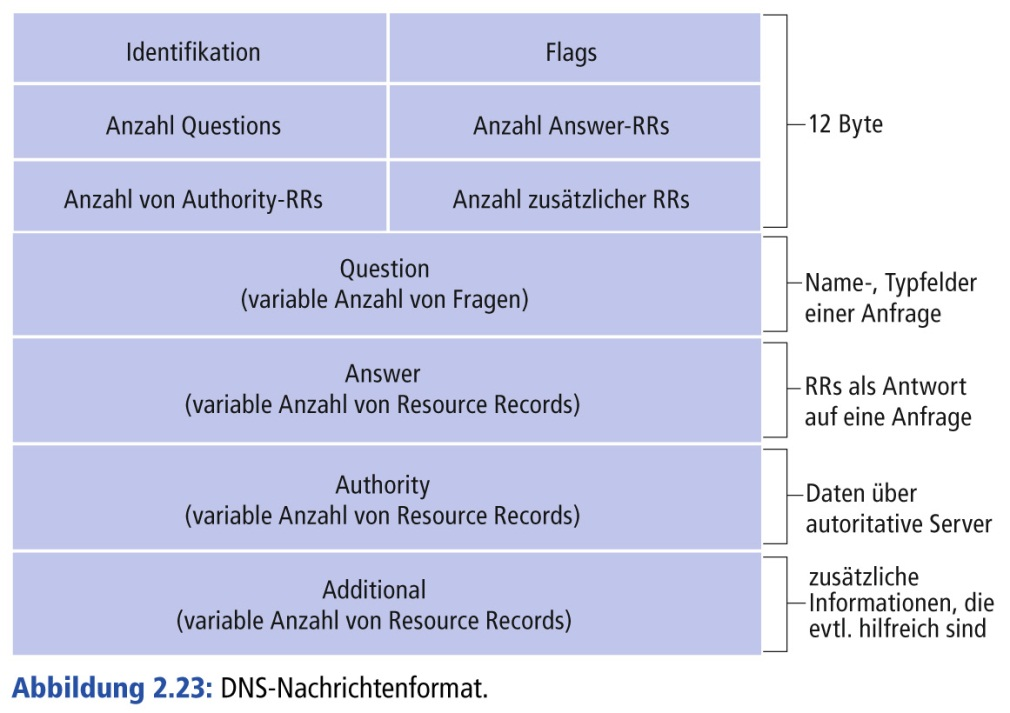 Identifikation
Flags
Anzahl Questions
Anzahl Answer-RRs
12 Byte
Anzahl von Authority-RRs
Anzahl zusätzlicher RRs
Question
(variable Anzahl von Fragen)
Name-, Typfelder
einer Anfrage
Answer
(variable Anzahl von Resource Records)
RRs als Antwort
auf eine Anfrage
Authority
(variable Anzahl von Resource Records)
Daten über
autoritative Server
Additional
(variable Anzahl von Resource Records)
zusätzliche
Informationen, die
evtl. hilfreich sind
Abbildung 2.23: DNS-Nachrichtenformat.